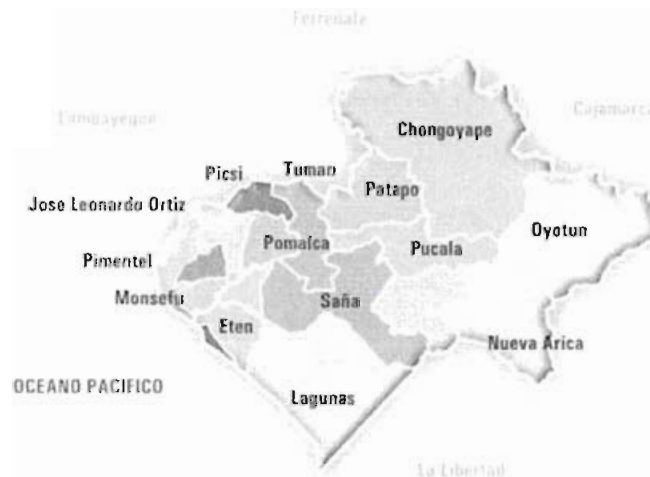 Ferreñafe
Cajamarca
Lambayeque
Chongoyape
Picsi
Tuman
Patapo
Jose Leonardo Ortiz
Oyotun
Pomalca
Pucala
Pimentel
Monsefu
Saña
Eten
Nueva Arica
OCEANO PACIFICO
Lagunas
La Libertad